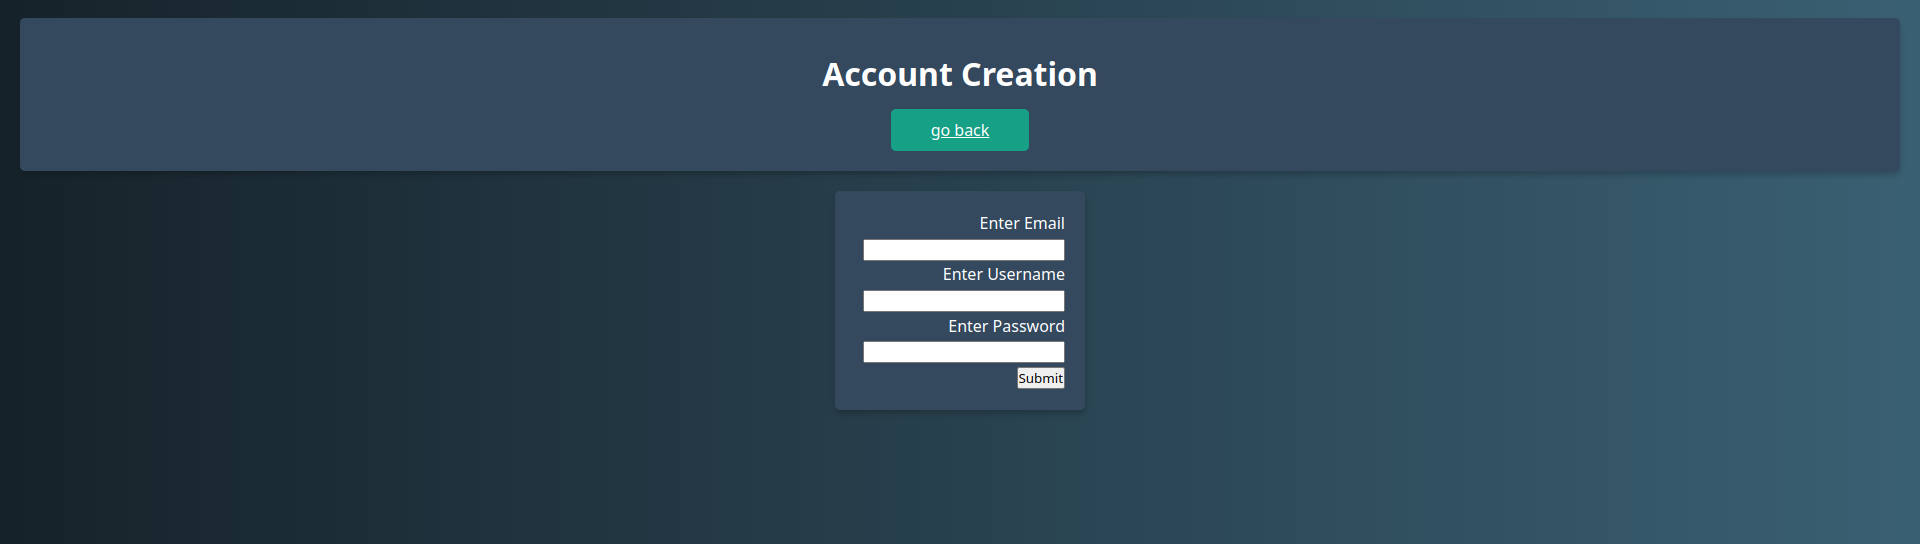 Account Creation
go back
Enter Email
Enter Username
Enter Password
Submit